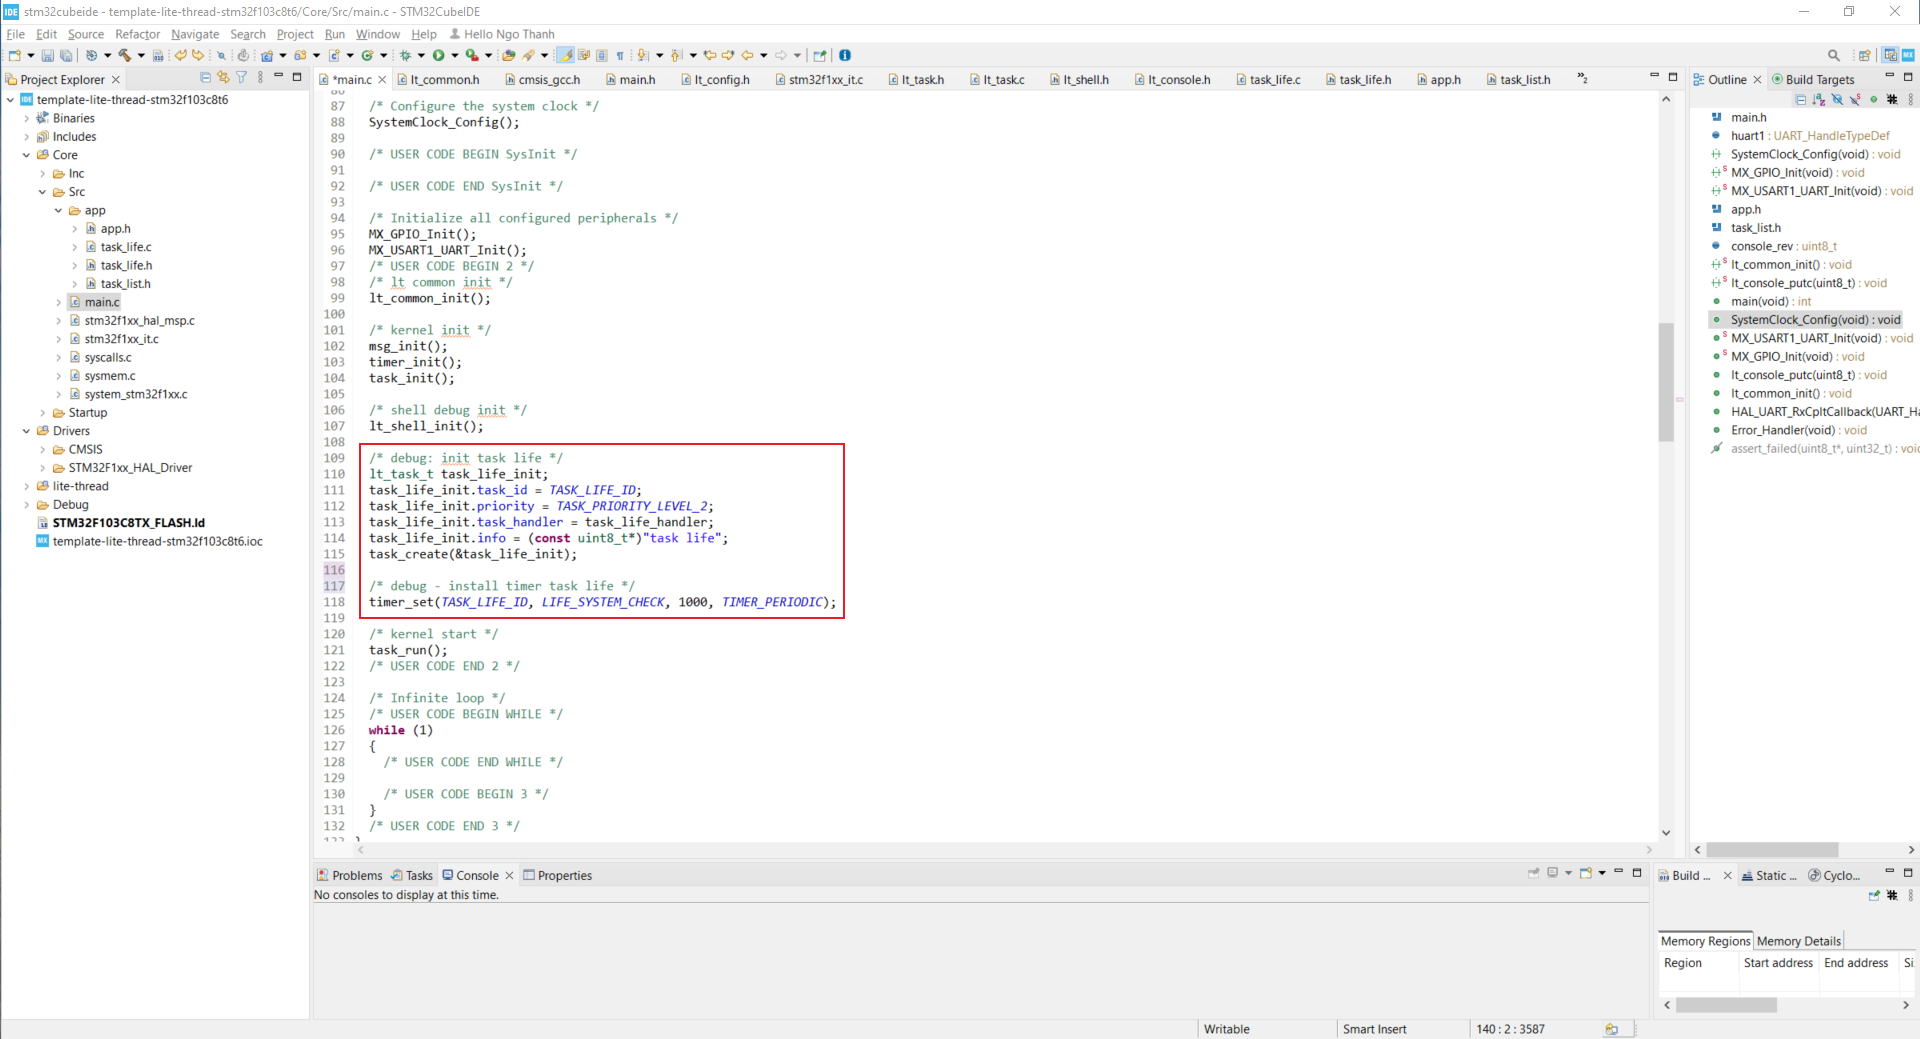 stm32cubeide - template-lite-thread-stm32f103c8t6/Core/Src/main.c - STM32CubeIDE
File Edit Source Refactor Navigate Search Project Run Window Help Hello Ngo Thanh
Project Explorer
template-lite-thread-stm32f103c8t6
Binaries
Includes
Core
Inc
Src
app
app.h
task_life.c
task_life.h
task_list.h
main.c
stm32f1xx_hal_msp.c
stm32f1xx_it.c
syscalls.c
sysmem.c
system_stm32f1xx.c
Startup
Drivers
CMSIS
STM32F1xx_HAL_Driver
lite-thread
Debug
STM32F103C8TX_FLASH.ld
template-lite-thread-stm32f103c8t6.ioc
*main.c lt_common.h cmsis_gcc.h main.h lt_config.h stm32f1xx_it.c lt_task.h lt_task.c lt_shell.h lt_console.h task_life.c task_life.h app.h task_list.h »2
87 /* Configure the system clock */
88 SystemClock_Config();
89
90 /* USER CODE BEGIN SysInit */
91
92 /* USER CODE END SysInit */
93
94 /* Initialize all configured peripherals */
95 MX_GPIO_Init();
96 MX_USART1_UART_Init();
97 /* USER CODE BEGIN 2 */
98 /* lt common init */
99 lt_common_init();
100
101 /* kernel init */
102 msg_init();
103 timer_init();
104 task_init();
105
106 /* shell debug init */
107 lt_shell_init();
108
109 /* debug: init task life */
110 lt_task_t task_life_init;
111 task_life_init.task_id = TASK_LIFE_ID;
112 task_life_init.priority = TASK_PRIORITY_LEVEL_2;
113 task_life_init.task_handler = task_life_handler;
114 task_life_init.info = (const uint8_t*)"task life";
115 task_create(&task_life_init);
116
117 /* debug - install timer task life */
118 timer_set(TASK_LIFE_ID, LIFE_SYSTEM_CHECK, 1000, TIMER_PERIODIC);
119
120 /* kernel start */
121 task_run();
122 /* USER CODE END 2 */
123
124 /* Infinite loop */
125 /* USER CODE BEGIN WHILE */
126 while (1)
127 {
128 /* USER CODE END WHILE */
129
130 /* USER CODE BEGIN 3 */
131 }
132 /* USER CODE END 3 */
Outline Build Targets
main.h
huart1 : UART_HandleTypeDef
SystemClock_Config(void) : void
MX_GPIO_Init(void) : void
MX_USART1_UART_Init(void) : void
app.h
task_list.h
console_rev : uint8_t
lt_common_init() : void
lt_console_putc(uint8_t) : void
main(void) : int
SystemClock_Config(void) : void
MX_USART1_UART_Init(void) : void
MX_GPIO_Init(void) : void
lt_console_putc(uint8_t) : void
lt_common_init() : void
HAL_UART_RxCpltCallback(UART_Ha
Error_Handler(void) : void
assert_failed(uint8_t*, uint32_t) : voic
Problems Tasks Console Properties
No consoles to display at this time.
Build ... Static ... Cyclo...
Memory Regions Memory Details
Region Start address End address Si
Writable Smart Insert 140 : 2 : 3587